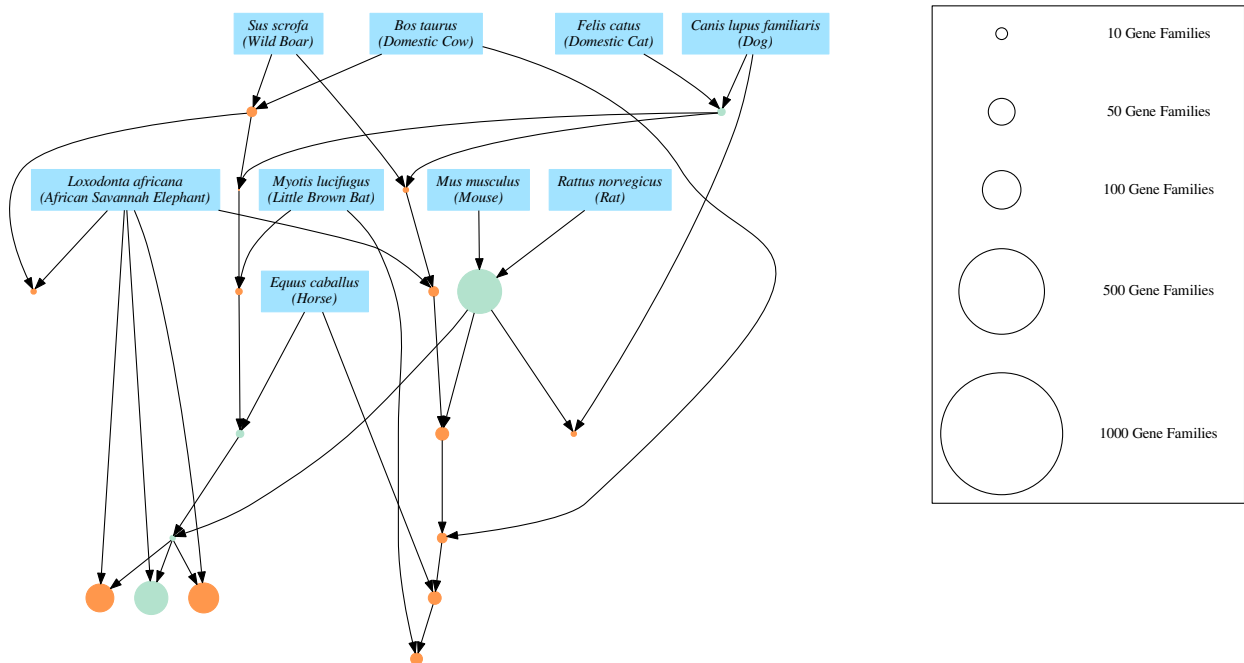 Sus scrofa
(Wild Boar)
Bos taurus
(Domestic Cow)
Felis catus
(Domestic Cat)
Canis lupus familiaris
(Dog)
Loxodonta africana
(African Savannah Elephant)
Myotis lucifugus
(Little Brown Bat)
Mus musculus
(Mouse)
Rattus norvegicus
(Rat)
Equus caballus
(Horse)
10 Gene Families
50 Gene Families
100 Gene Families
500 Gene Families
1000 Gene Families